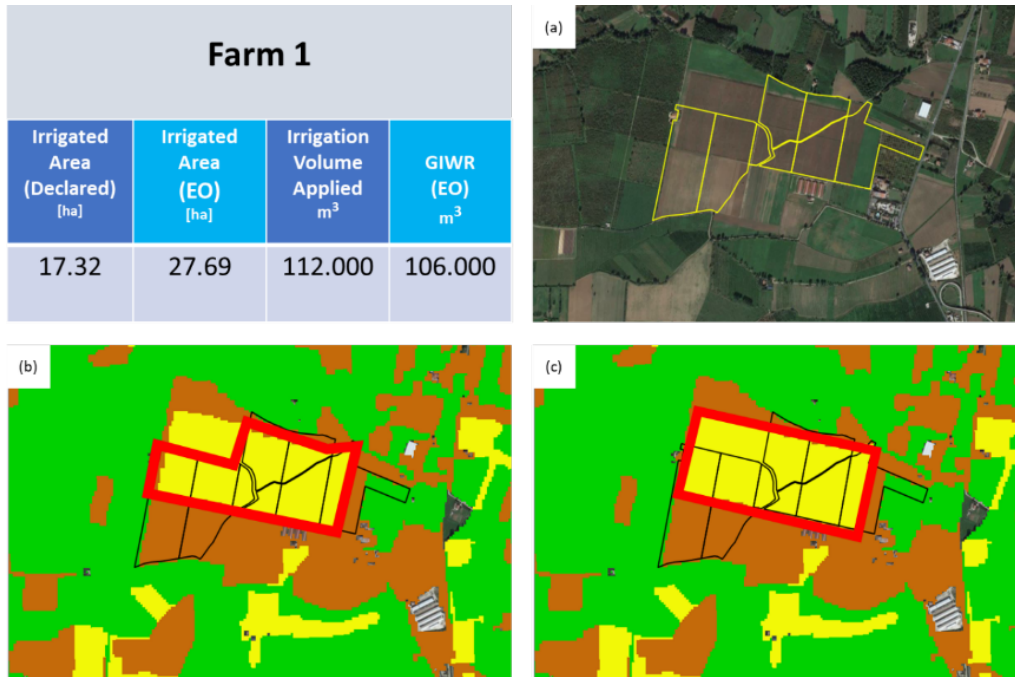 Farm 1
Irrigated Area (Declared) [ha]
Irrigated Area (EO) [ha]
Irrigation Volume Applied m³
GIWR (EO) m³
17.32 27.69 112.000 106.000
(a)
(b)
(c)